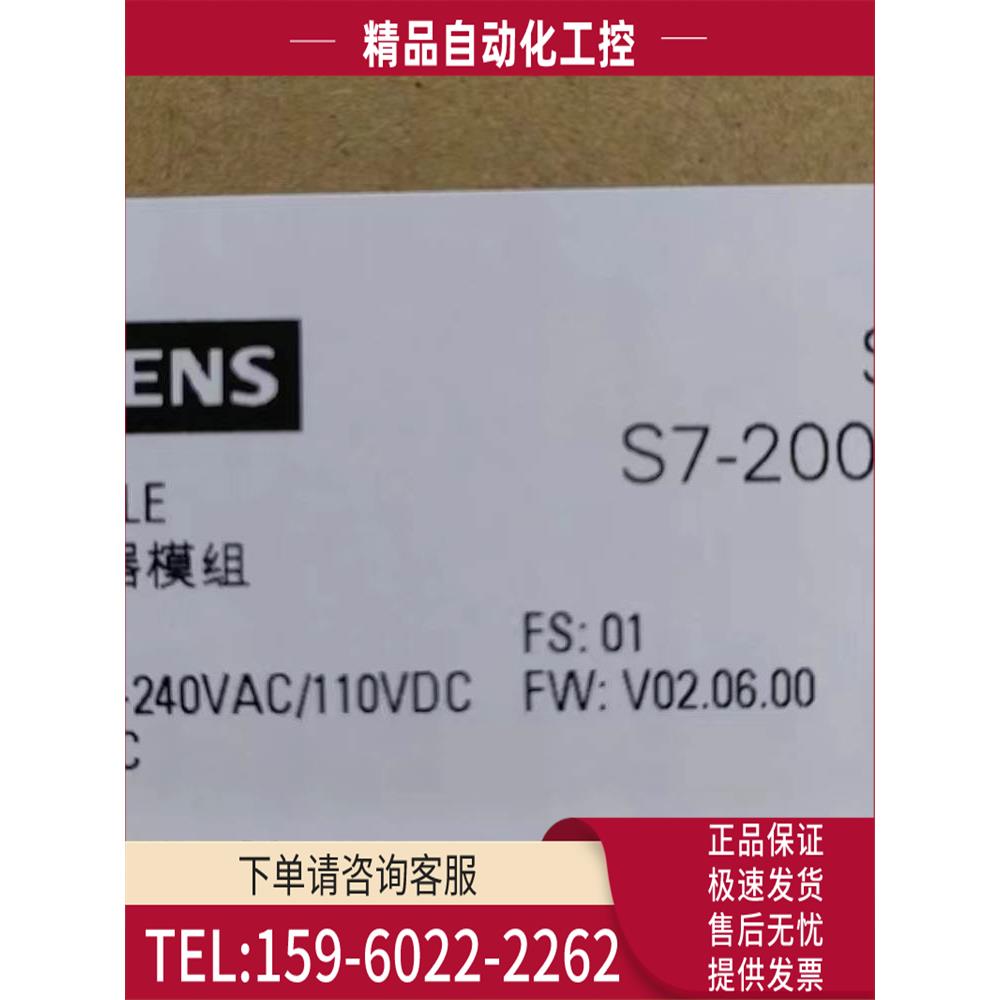 精品自动化工控
ENS
S7-200
LE
器模组
FS: 01
-240VAC/110VDC
FW: V02.06.00
C
下单请咨询客服
TEL:159-6022-2262
正品保证
极速发货
售后无忧
提供发票